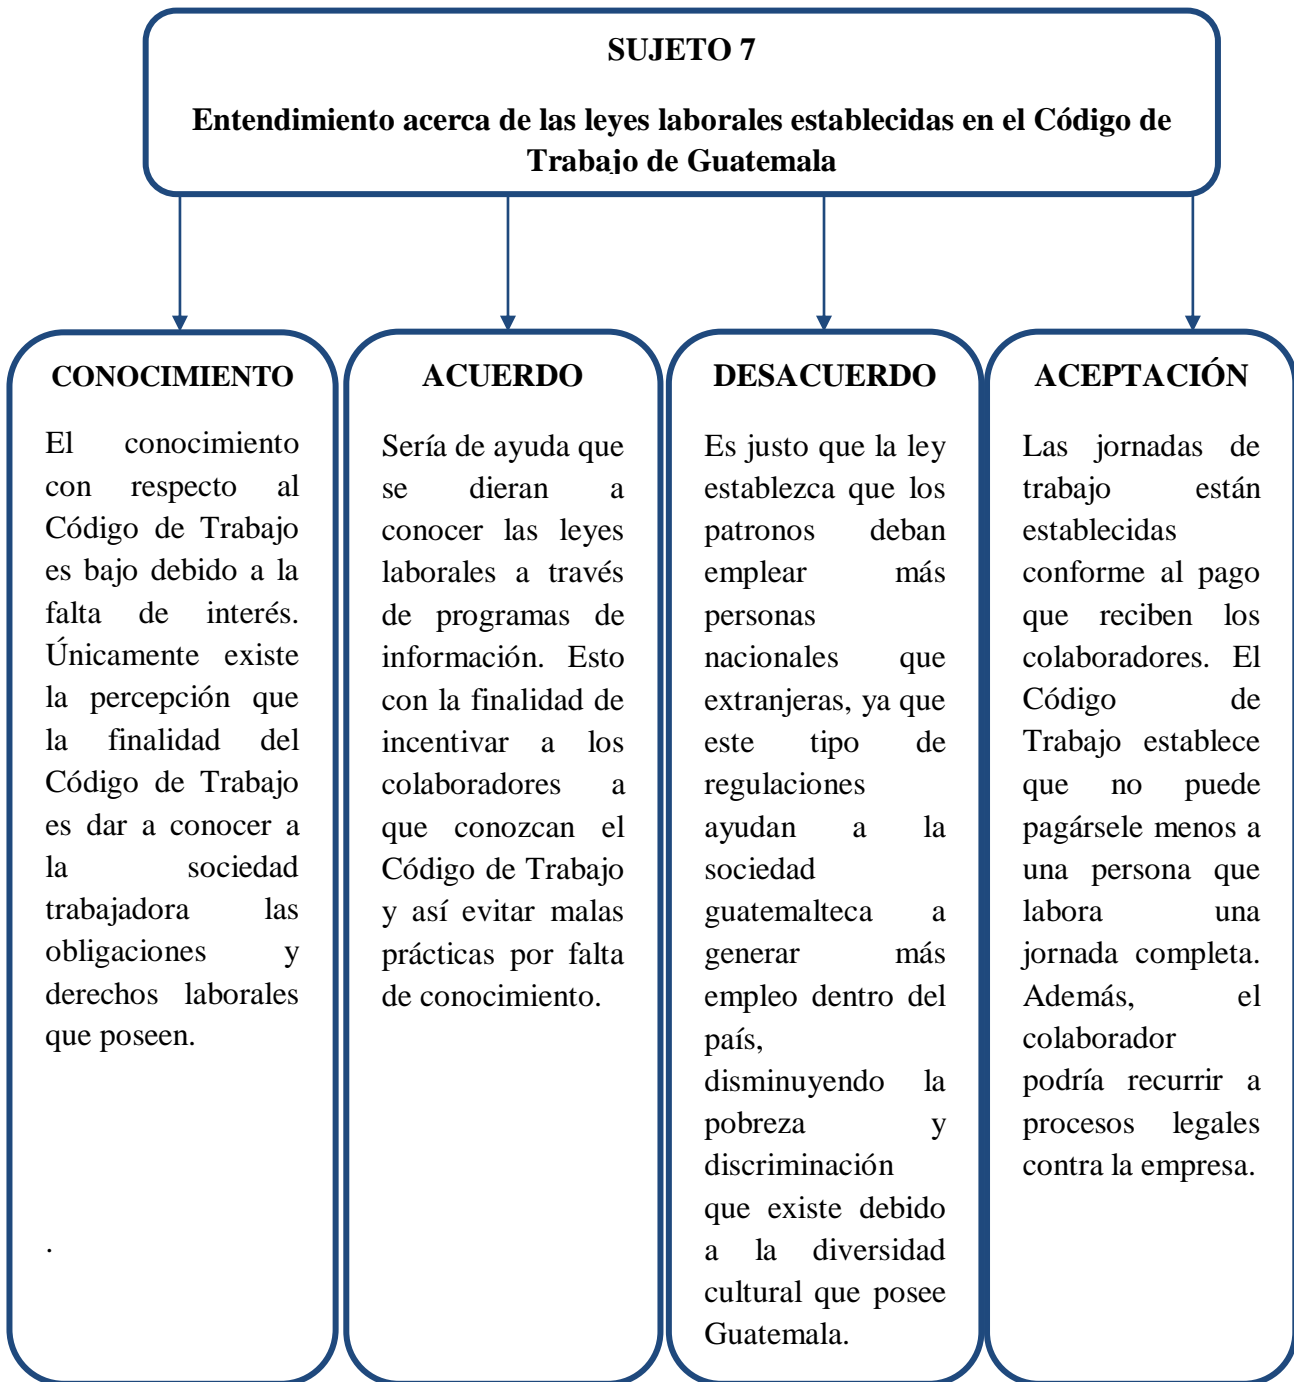 SUJETO 7
Entendimiento acerca de las leyes laborales establecidas en el Código de
Trabajo de Guatemala
CONOCIMIENTO
El conocimiento
con respecto al
Código de Trabajo
es bajo debido a la
falta de interés.
Únicamente existe
la percepción que
la finalidad del
Código de Trabajo
es dar a conocer a
la sociedad
trabajadora las
obligaciones y
derechos laborales
que poseen.
.
ACUERDO
Sería de ayuda que
se dieran a
conocer las leyes
laborales a través
de programas de
información. Esto
con la finalidad de
incentivar a los
colaboradores a
que conozcan el
Código de Trabajo
y así evitar malas
prácticas por falta
de conocimiento.
DESACUERDO
Es justo que la ley
establezca que los
patronos deban
emplear más
personas
nacionales que
extranjeras, ya que
este tipo de
regulaciones
ayudan a la
sociedad
guatemalteca a
generar más
empleo dentro del
país,
disminuyendo la
pobreza y
discriminación
que existe debido
a la diversidad
cultural que posee
Guatemala.
ACEPTACIÓN
Las jornadas de
trabajo están
establecidas
conforme al pago
que reciben los
colaboradores. El
Código de
Trabajo establece
que no puede
pagársele menos a
una persona que
labora una
jornada completa.
Además, el
colaborador
podría recurrir a
procesos legales
contra la empresa.